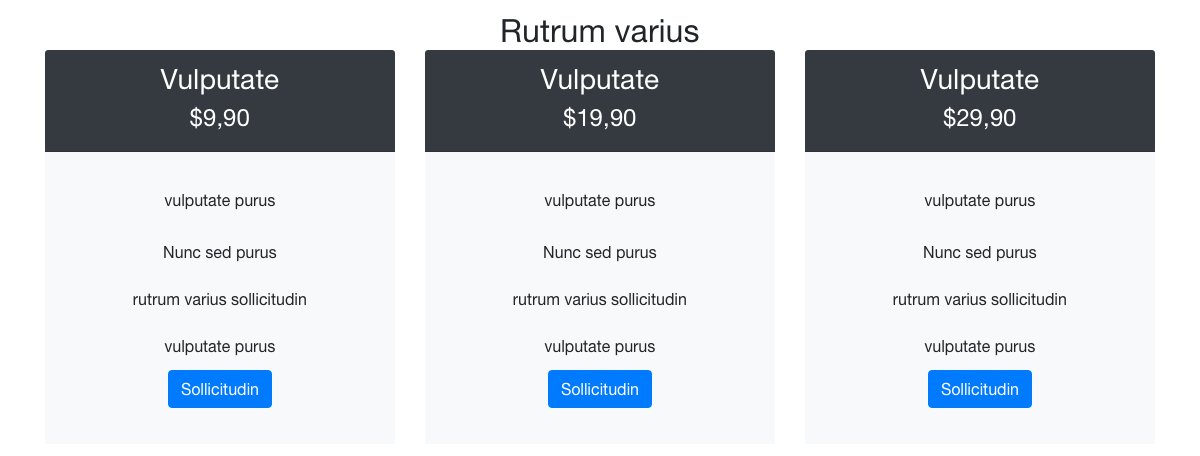 Rutrum varius
Vulputate
$9,90
vulputate purus
Nunc sed purus
rutrum varius sollicitudin
vulputate purus
Sollicitudin
Vulputate
$19,90
vulputate purus
Nunc sed purus
rutrum varius sollicitudin
vulputate purus
Sollicitudin
Vulputate
$29,90
vulputate purus
Nunc sed purus
rutrum varius sollicitudin
vulputate purus
Sollicitudin